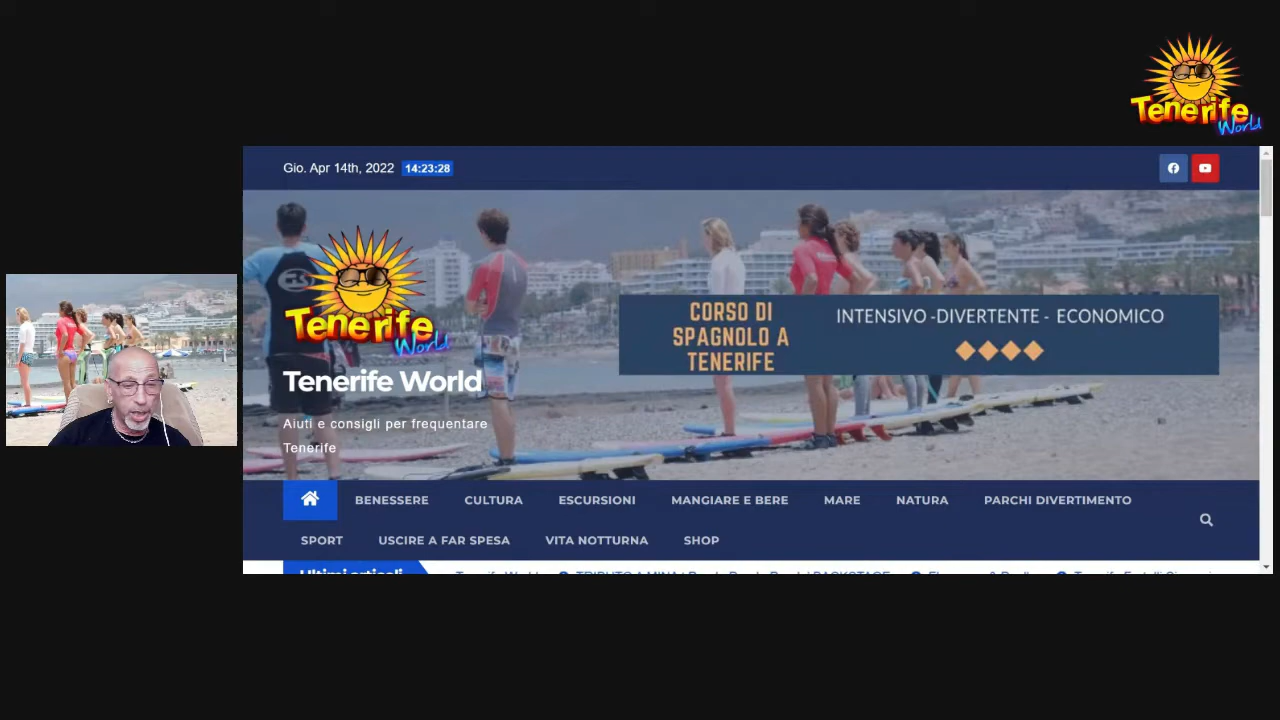 Tenerife
World
Gio. Apr 14th, 2022 14:23:28
Tenerife
World
Tenerife World
Aiuti e consigli per frequentare
Tenerife
CORSO DI
SPAGNOLO A
TENERIFE
INTENSIVO -DIVERTENTE - ECONOMICO
BENESSERE CULTURA ESCURSIONI MANGIARE E BERE MARE NATURA PARCHI DIVERTIMENTO
SPORT USCIRE A FAR SPESA VITA NOTTURNA SHOP
Ultimi articoli